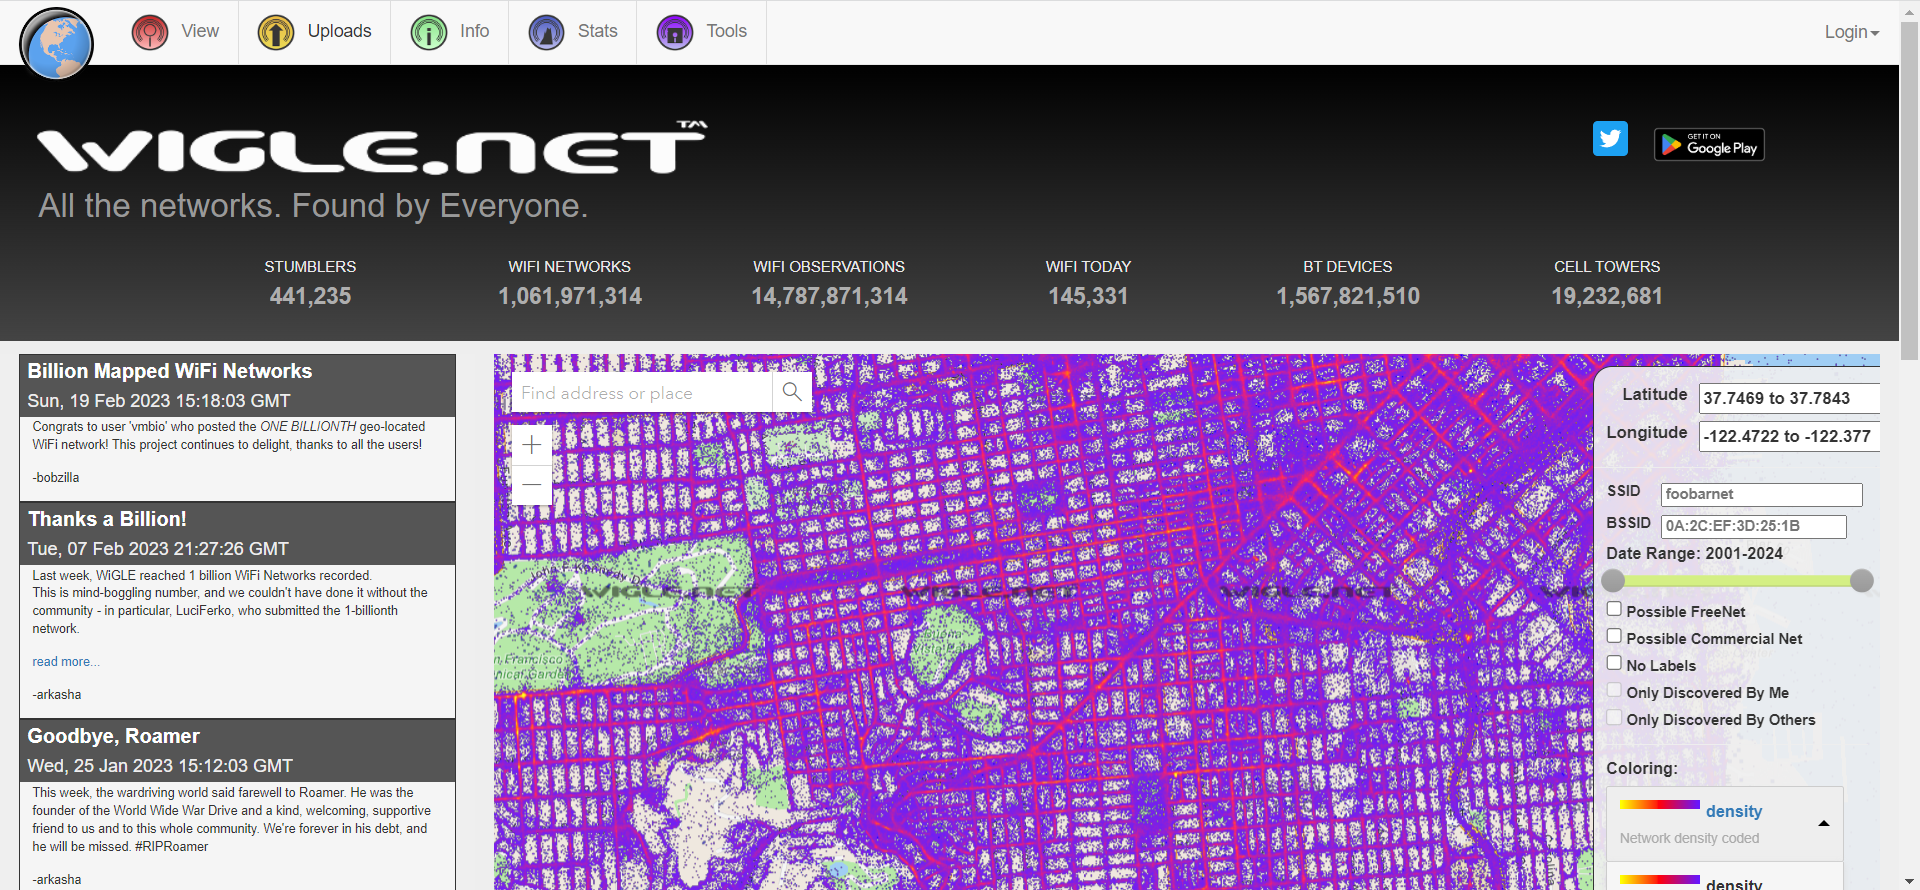 View
Uploads
Info
Stats
Tools
Login
WIGLE.NET™
All the networks. Found by Everyone.
GET IT ON
Google Play
STUMBLERS
441,235
WIFI NETWORKS
1,061,971,314
WIFI OBSERVATIONS
14,787,871,314
WIFI TODAY
145,331
BT DEVICES
1,567,821,510
CELL TOWERS
19,232,681
Billion Mapped WiFi Networks
Sun, 19 Feb 2023 15:18:03 GMT
Congrats to user 'vmbio' who posted the ONE BILLIONTH geo-located
WiFi network! This project continues to delight, thanks to all the users!
-bobzilla
Thanks a Billion!
Tue, 07 Feb 2023 21:27:26 GMT
Last week, WiGLE reached 1 billion WiFi Networks recorded.
This is mind-boggling number, and we couldn't have done it without the
community - in particular, LuciFerko, who submitted the 1-billionth
network.
read more...
-arkasha
Goodbye, Roamer
Wed, 25 Jan 2023 15:12:03 GMT
This week, the wardriving world said farewell to Roamer. He was the
founder of the World Wide War Drive and a kind, welcoming, supportive
friend to us and to this whole community. We're forever in his debt, and
he will be missed. #RIPRoamer
-arkasha
Find address or place
WIGLE.NET
WIGLE.NET
WIGLE.NET
Latitude
37.7469 to 37.7843
Longitude
-122.4722 to -122.377
SSID
foobarnet
BSSID
0A:2C:EF:3D:25:1B
Date Range: 2001-2024
Possible FreeNet
Possible Commercial Net
No Labels
Only Discovered By Me
Only Discovered By Others
Coloring:
density
Network density coded
density